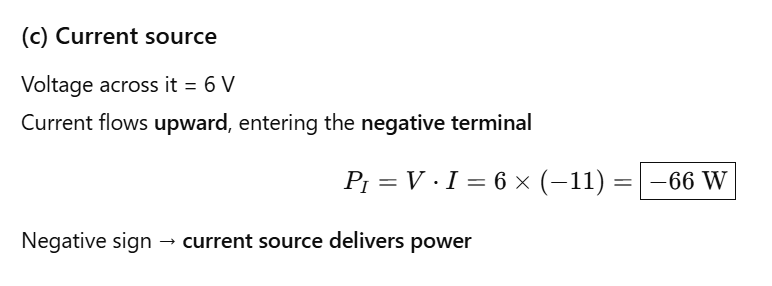 (c) Current source
Voltage across it = 6 V
Current flows upward, entering the negative terminal
P_I = V · I = 6 × (−11) = −66 W
Negative sign → current source delivers power